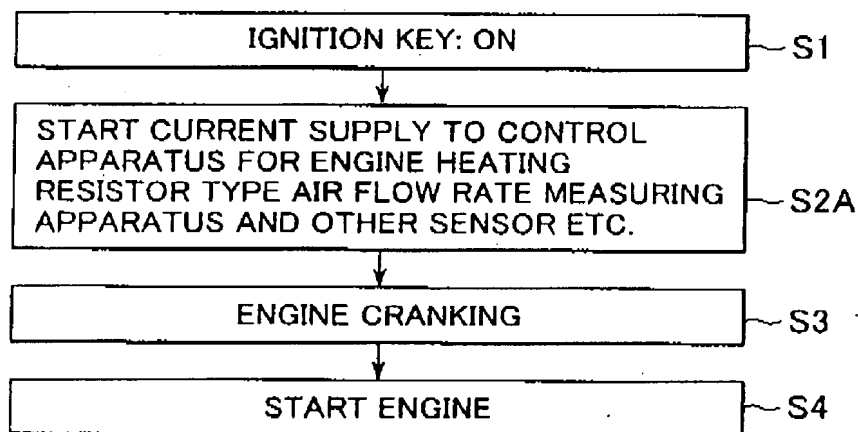 IGNITION KEY: ON
S1
START CURRENT SUPPLY TO CONTROL
APPARATUS FOR ENGINE HEATING
RESISTOR TYPE AIR FLOW RATE MEASURING
APPARATUS AND OTHER SENSOR ETC.
S2A
ENGINE CRANKING
S3
START ENGINE
S4